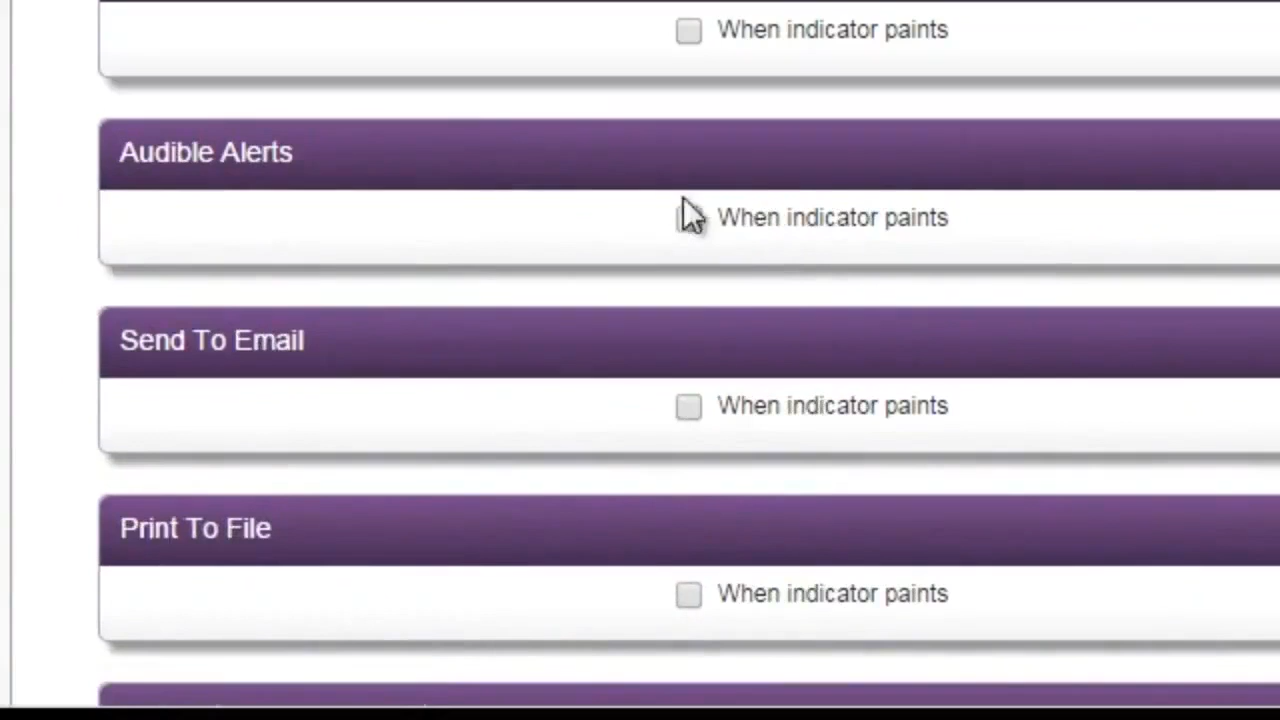 When indicator paints
Audible Alerts
When indicator paints
Send To Email
When indicator paints
Print To File
When indicator paints